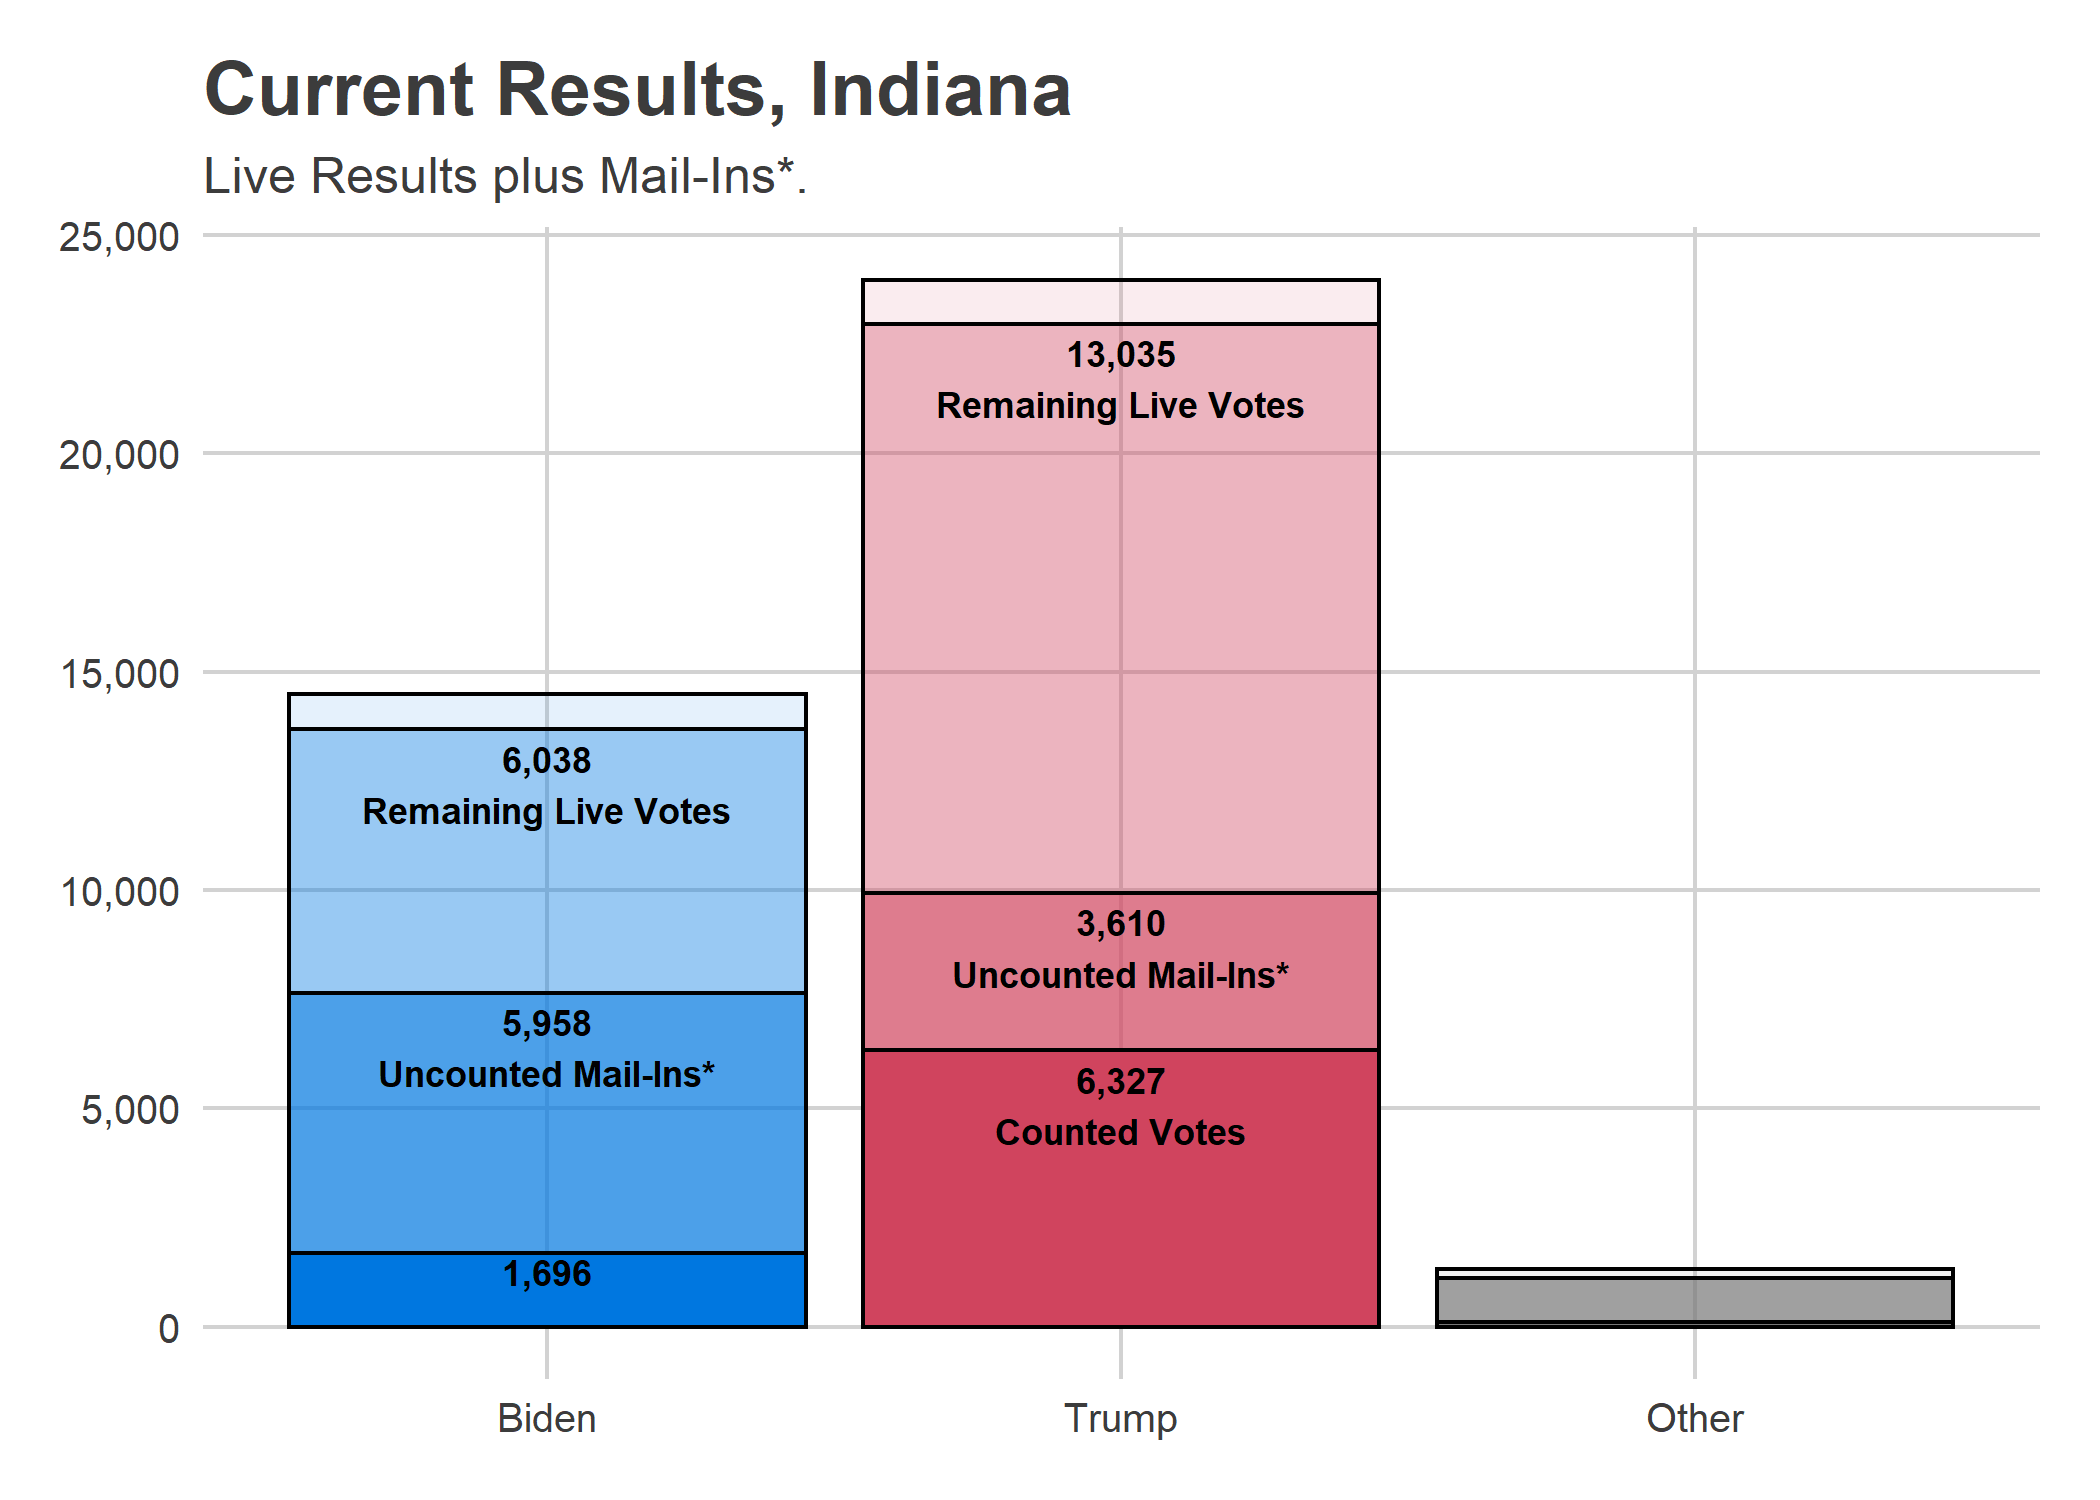 Current Results, Indiana
Live Results plus Mail-Ins*.
25,000
20,000
15,000
10,000
5,000
0
6,038
Remaining Live Votes
5,958
Uncounted Mail-Ins*
1,696
13,035
Remaining Live Votes
3,610
Uncounted Mail-Ins*
6,327
Counted Votes
Biden
Trump
Other